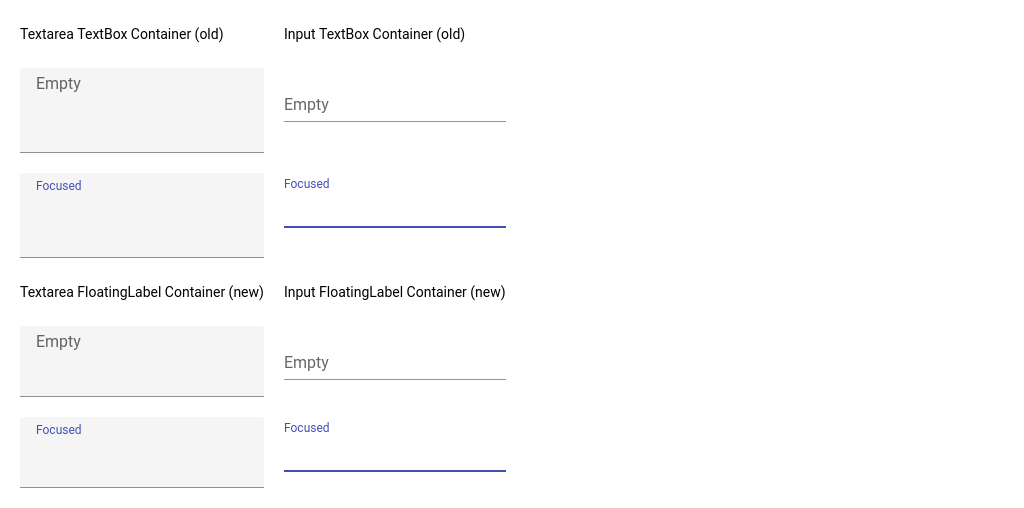 Textarea TextBox Container (old)
Input TextBox Container (old)
Empty
Empty
Focused
Focused
Textarea FloatingLabel Container (new)
Input FloatingLabel Container (new)
Empty
Empty
Focused
Focused